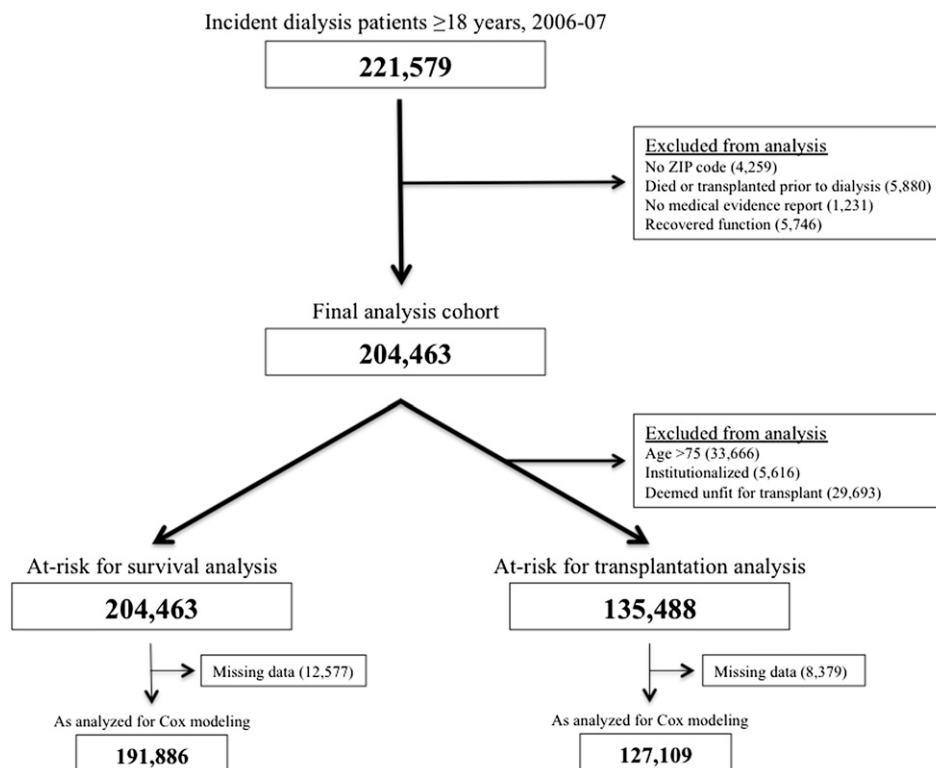 Incident dialysis patients ≥18 years, 2006-07
221,579
Excluded from analysis
No ZIP code (4,259)
Died or transplanted prior to dialysis (5,880)
No medical evidence report (1,231)
Recovered function (5,746)
Final analysis cohort
204,463
Excluded from analysis
Age >75 (33,666)
Institutionalized (5,616)
Deemed unfit for transplant (29,693)
At-risk for survival analysis
204,463
Missing data (12,577)
As analyzed for Cox modeling
191,886
At-risk for transplantation analysis
135,488
Missing data (8,379)
As analyzed for Cox modeling
127,109